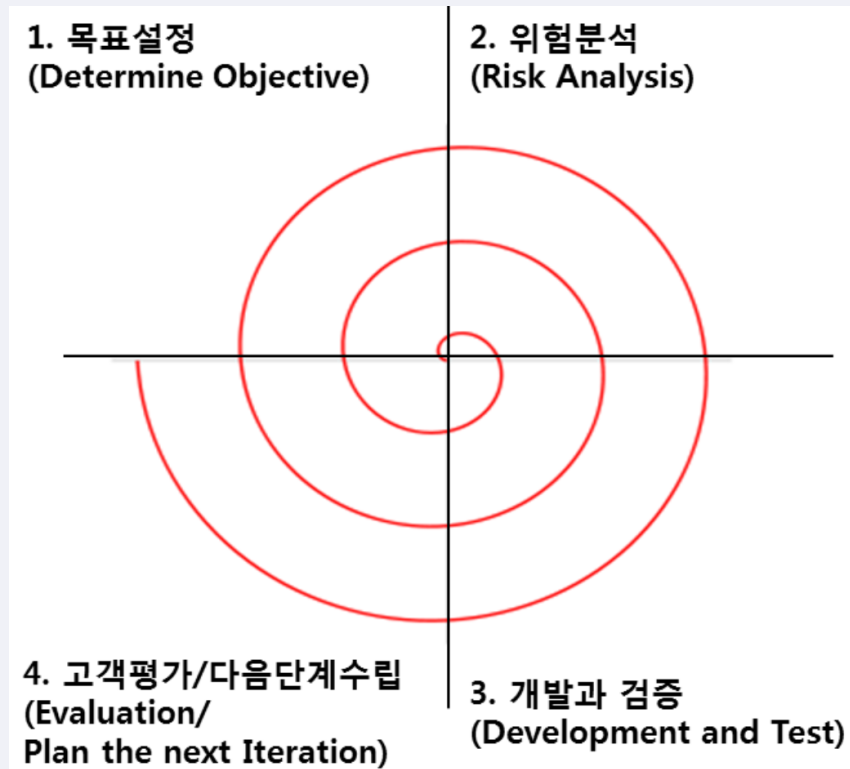 1. 목표설정
(Determine Objective)
2. 위험분석
(Risk Analysis)
3. 개발과 검증
(Development and Test)
4. 고객평가/다음단계수립
(Evaluation/
Plan the next Iteration)